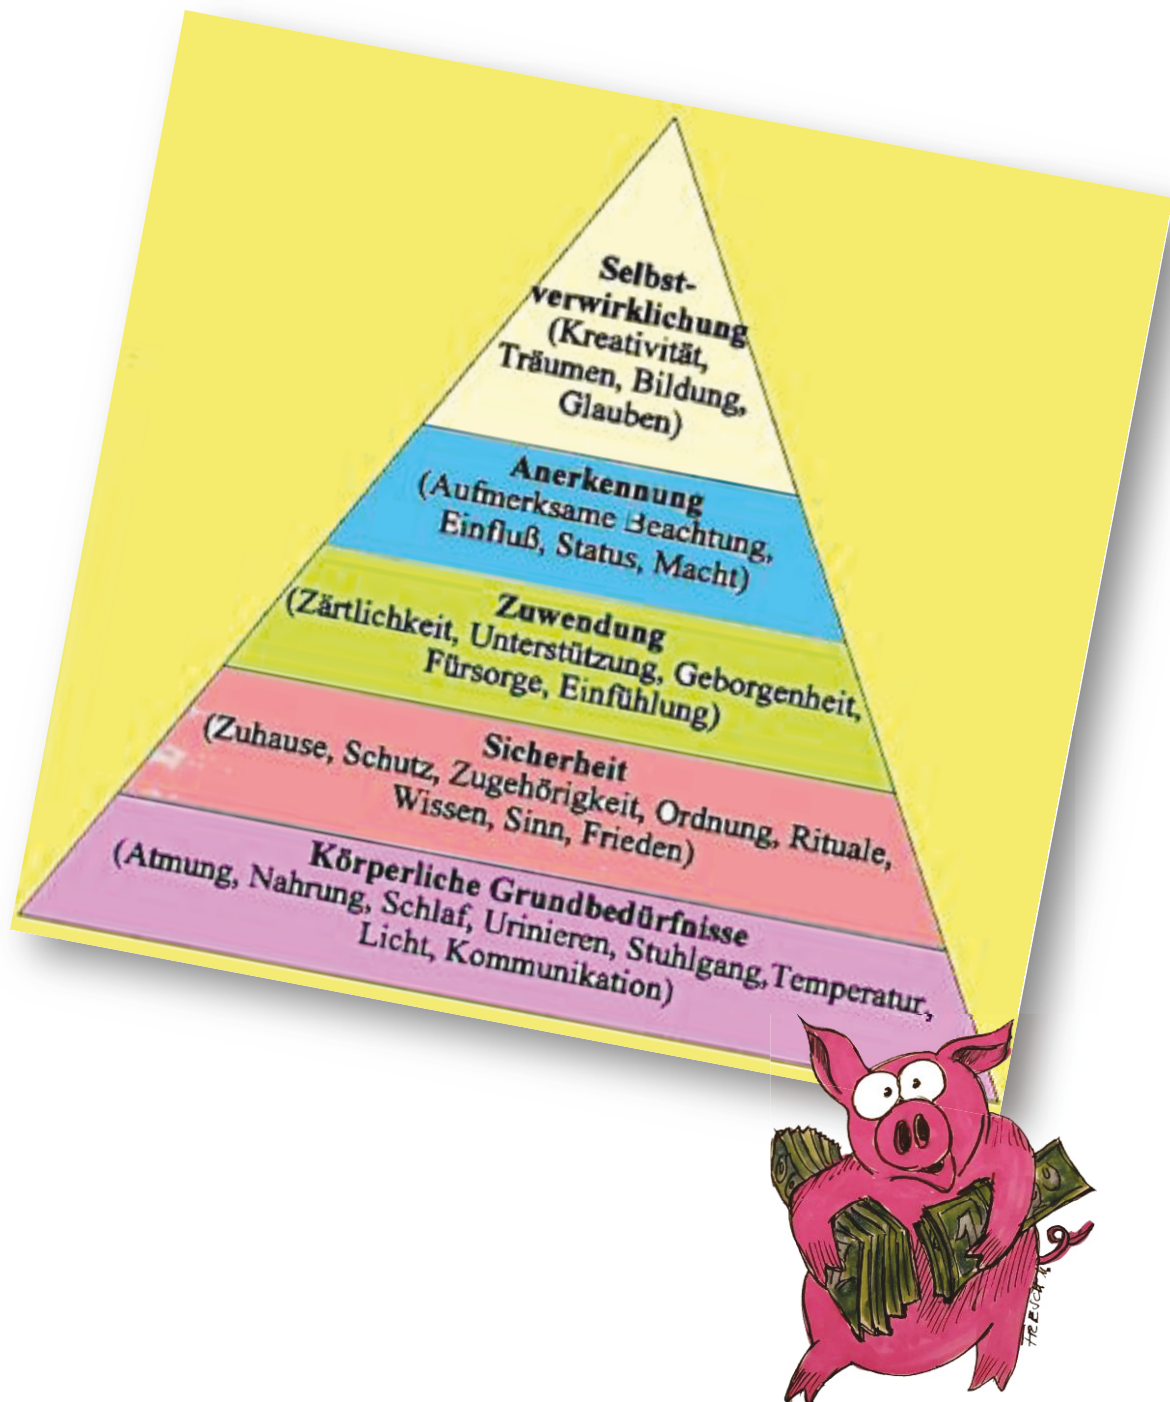 Selbst-
verwirklichung
(Kreativität,
Träumen, Bildung,
Glauben)
Anerkennung
(Aufmerksame Beachtung,
Einfluß, Status, Macht)
Zuwendung
(Zärtlichkeit, Unterstützung, Geborgenheit,
Fürsorge, Einfühlung)
Sicherheit
(Zuhause, Schutz, Zugehörigkeit, Ordnung, Rituale,
Wissen, Sinn, Frieden)
Körperliche Grundbedürfnisse
(Atmung, Nahrung, Schlaf, Urinieren, Stuhlgang, Temperatur,
Licht, Kommunikation)